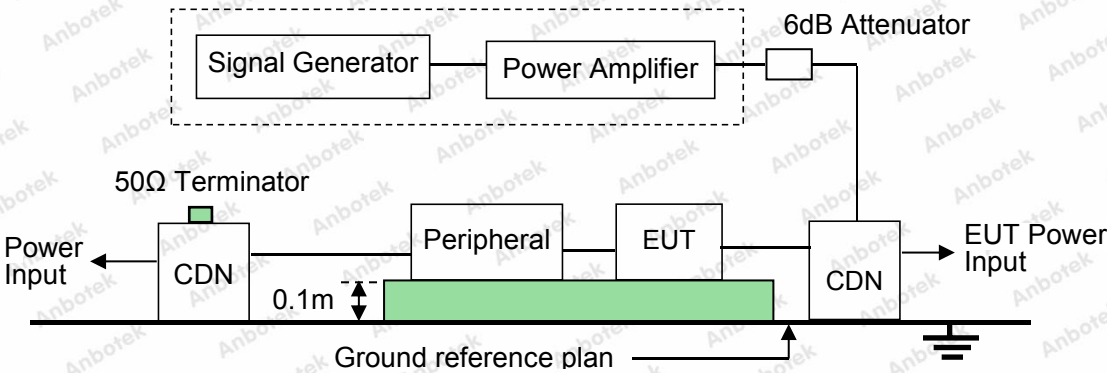 6dB Attenuator
Signal Generator
Power Amplifier
50Ω Terminator
Power
Input
CDN
Peripheral
EUT
CDN
EUT Power
Input
0.1m
Ground reference plan
Anbotek